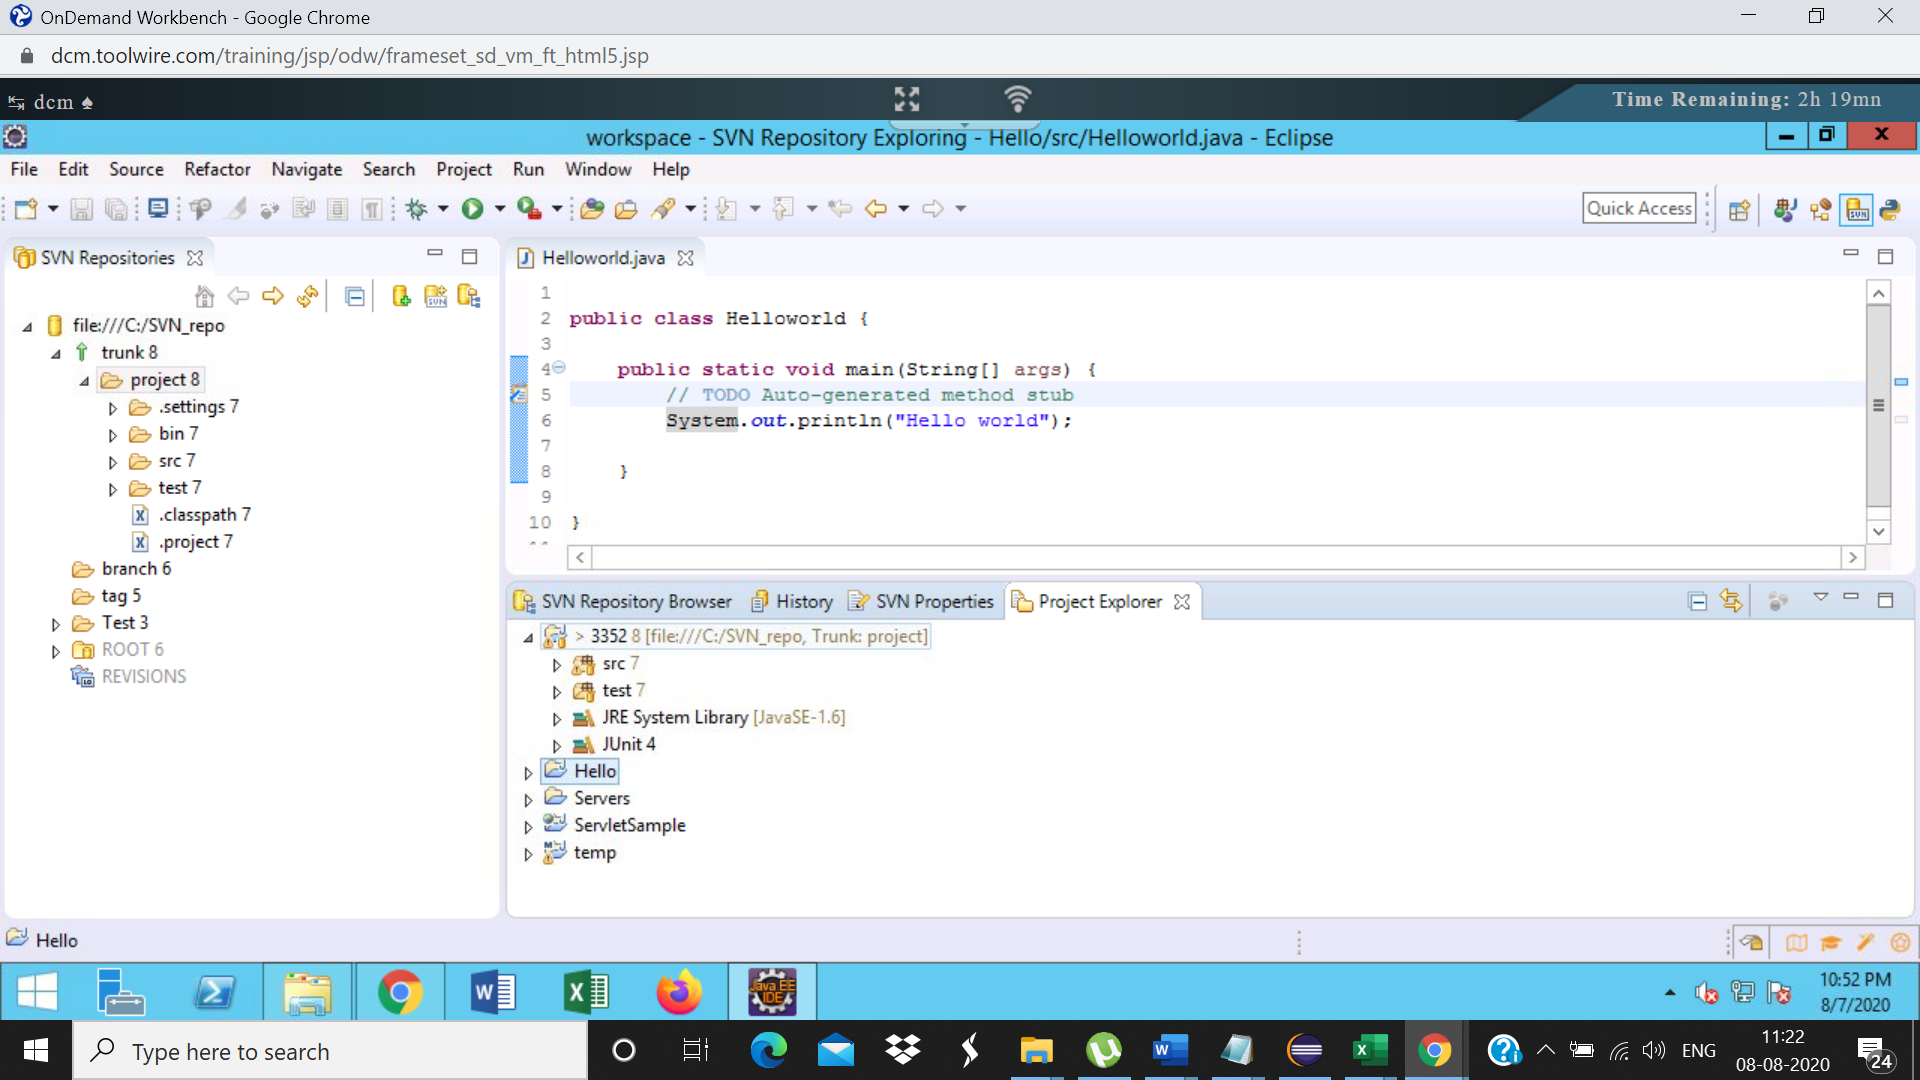 OnDemand Workbench - Google Chrome
dcm.toolwire.com/training/jsp/odw/frameset_sd_vm_ft_html5.jsp
dcm
Time Remaining: 2h 19mn
workspace - SVN Repository Exploring - Hello/src/Helloworld.java - Eclipse
File Edit Source Refactor Navigate Search Project Run Window Help
Quick Access
SVN Repositories
file:///C:/SVN_repo
trunk 8
project 8
.settings 7
bin 7
src 7
test 7
.classpath 7
.project 7
branch 6
tag 5
Test 3
ROOT 6
REVISIONS
Helloworld.java
1
2 public class Helloworld {
3
4 public static void main(String[] args) {
5 // TODO Auto-generated method stub
6 System.out.println("Hello world");
7
8 }
9
10 }
SVN Repository Browser History SVN Properties Project Explorer
> 3352 8 [file:///C:/SVN_repo, Trunk: project]
src 7
test 7
JRE System Library [JavaSE-1.6]
JUnit 4
Hello
Servers
ServletSample
temp
Hello
Java EE
IDE
10:52 PM
8/7/2020
Type here to search
ENG
11:22
08-08-2020
24